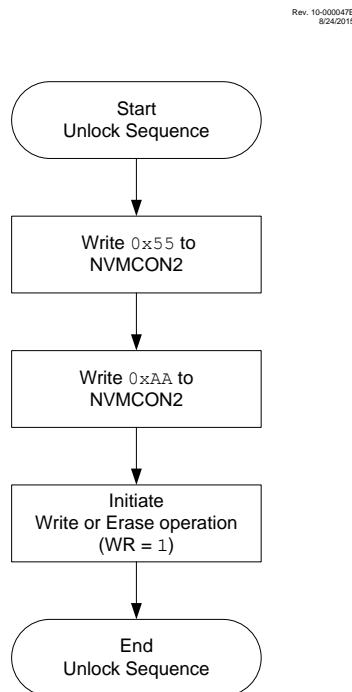 Rev. 10-000047B
8/24/2015
Start
Unlock Sequence
Write 0x55 to
NVMCON2
Write 0xAA to
NVMCON2
Initiate
Write or Erase operation
(WR = 1)
End
Unlock Sequence